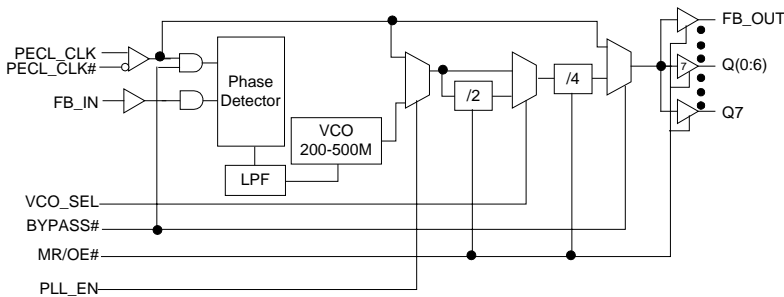 PECL_CLK
PECL_CLK#
FB_IN
Phase
Detector
LPF
VCO
200-500M
/2
/4
FB_OUT
7
Q(0:6)
Q7
VCO_SEL
BYPASS#
MR/OE#
PLL_EN